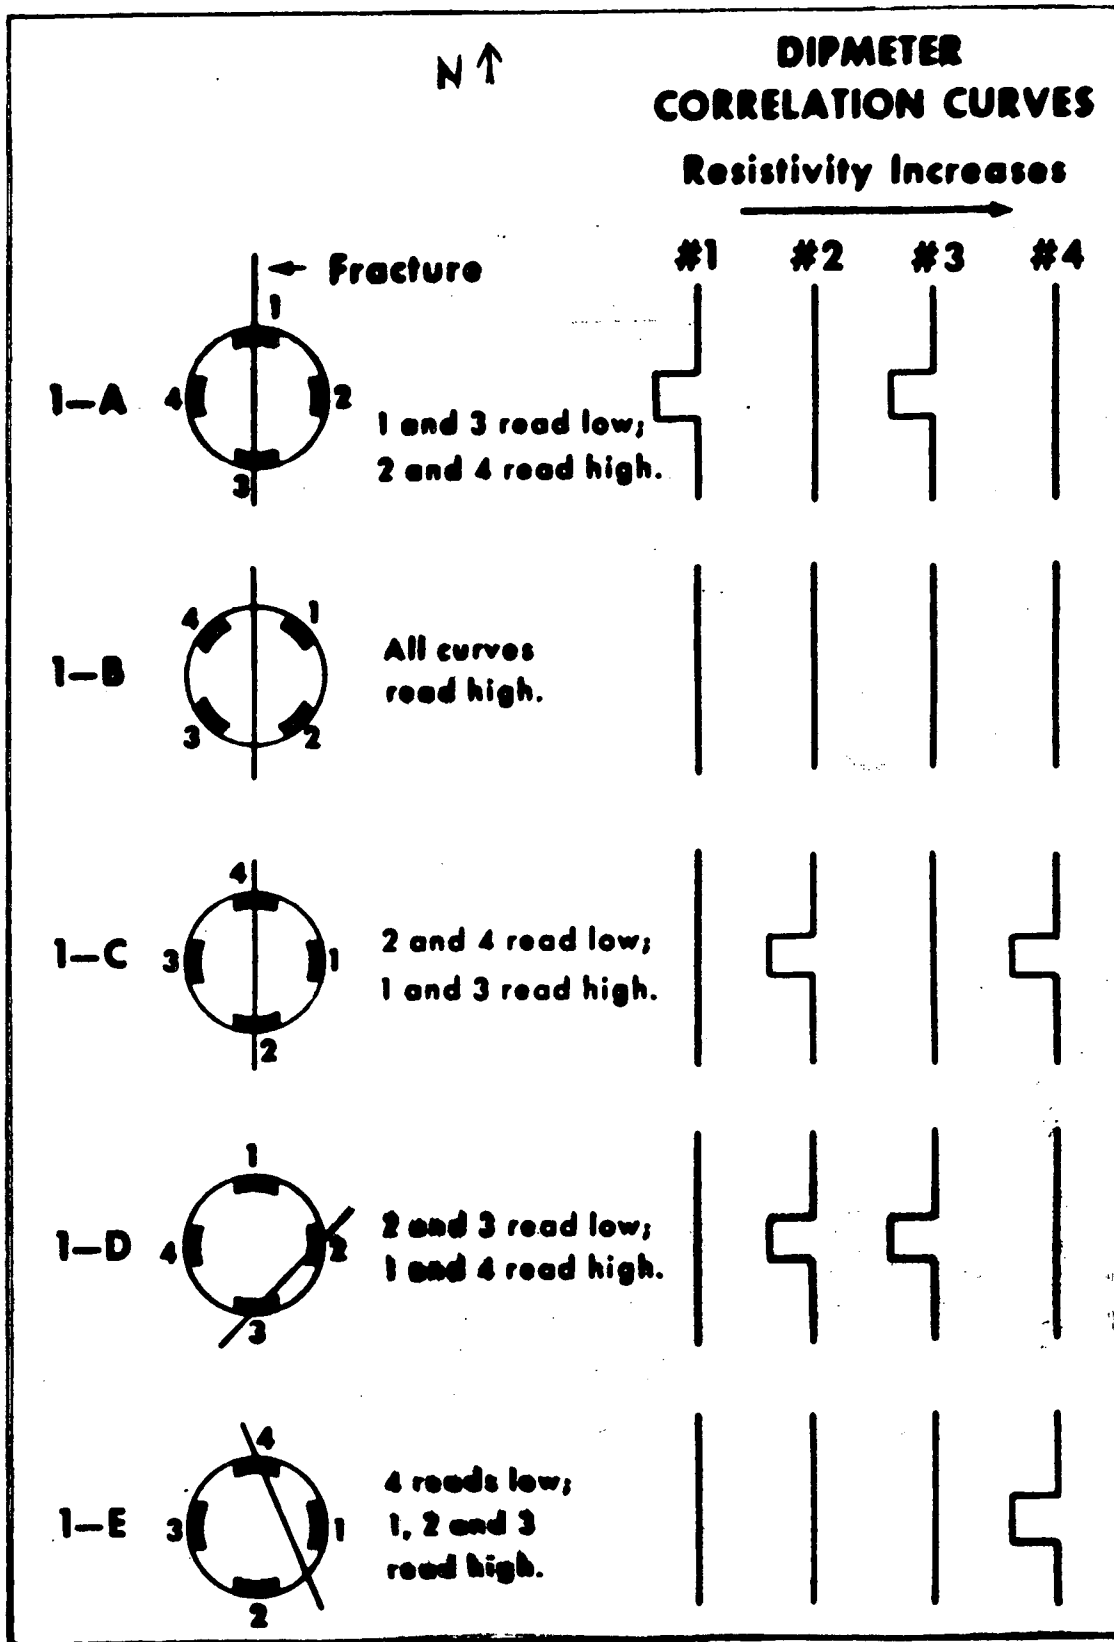 N ↑
DIPMETER
CORRELATION CURVES
Resistivity Increases
#1 #2 #3 #4
← Fracture
1–A
1
4
2
3
1 and 3 read low;
2 and 4 read high.
1–B
4
1
3
2
All curves
read high.
1–C
4
3
1
2
2 and 4 read low;
1 and 3 read high.
1–D
1
4
2
3
2 and 3 read low;
1 and 4 read high.
1–E
4
3
1
2
4 reads low;
1, 2 and 3
read high.